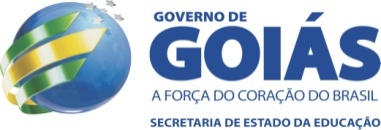 GOVERNO DE
GOIÁS
A FORÇA DO CORAÇÃO DO BRASIL
SECRETARIA DE ESTADO DA EDUCAÇÃO